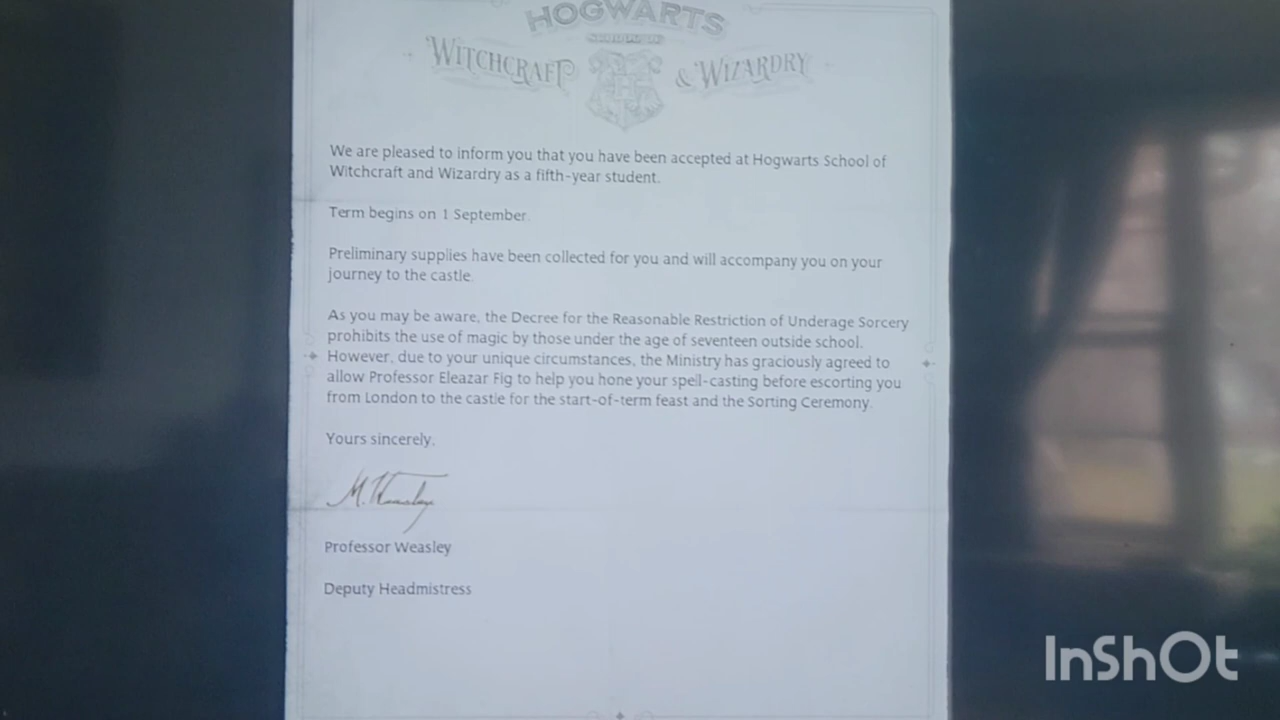 HOGWARTS
SCHOOL OF
WITCHCRAFT & WIZARDRY
We are pleased to inform you that you have been accepted at Hogwarts School of
Witchcraft and Wizardry as a fifth-year student.
Term begins on 1 September.
Preliminary supplies have been collected for you and will accompany you on your
journey to the castle.
As you may be aware, the Decree for the Reasonable Restriction of Underage Sorcery
prohibits the use of magic by those under the age of seventeen outside school.
However, due to your unique circumstances, the Ministry has graciously agreed to
allow Professor Eleazar Fig to help you hone your spell-casting before escorting you
from London to the castle for the start-of-term feast and the Sorting Ceremony.
Yours sincerely,
M. Weasley
Professor Weasley
Deputy Headmistress
InShOt